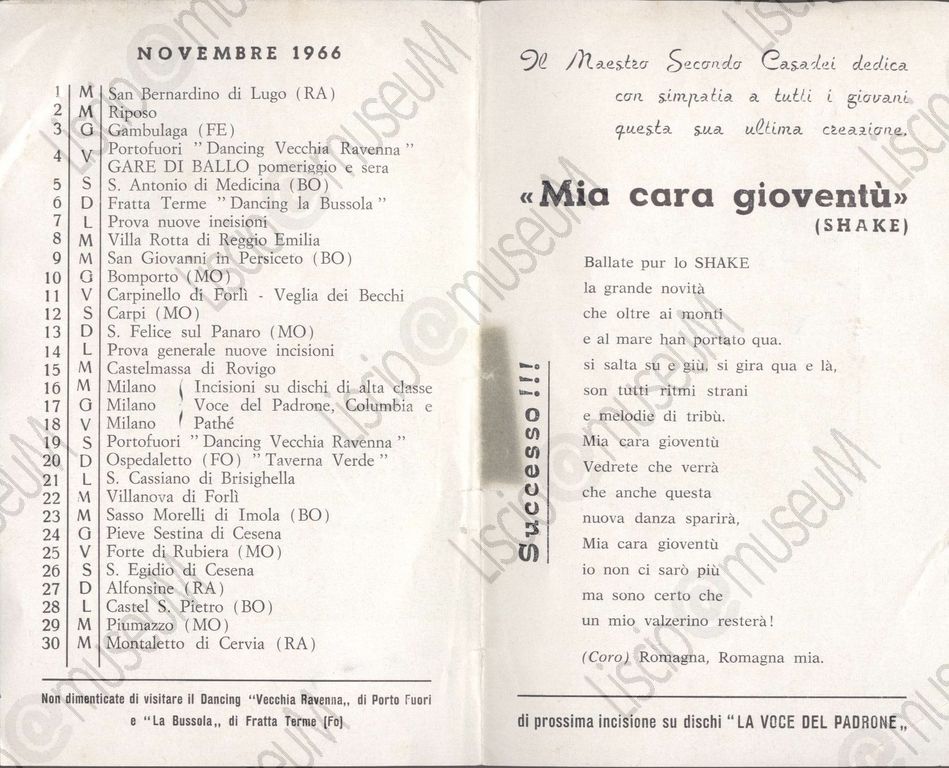 NOVEMBRE 1966
1 M San Bernardino di Lugo (RA)
2 M Riposo
3 G Gambulaga (FE)
4 V Portofuori "Dancing Vecchia Ravenna"
GARE DI BALLO pomeriggio e sera
5 S S. Antonio di Medicina (BO)
6 D Fratta Terme "Dancing la Bussola"
7 L Prova nuove incisioni
8 M Villa Rotta di Reggio Emilia
9 M San Giovanni in Persiceto (BO)
10 G Bomporto (MO)
11 V Carpinello di Forlì - Veglia dei Becchi
12 S Carpi (MO)
13 D S. Felice sul Panaro (MO)
14 L Prova generale nuove incisioni
15 M Castelmassa di Rovigo
16 M Milano ( Incisioni su dischi di alta classe
17 G Milano Voce del Padrone, Columbia e
18 V Milano ( Pathé
19 S Portofuori "Dancing Vecchia Ravenna"
20 D Ospedaletto (FO) "Taverna Verde"
21 L S. Cassiano di Brisighella
22 M Villanova di Forlì
23 M Sasso Morelli di Imola (BO)
24 G Pieve Sestina di Cesena
25 V Forte di Rubiera (MO)
26 S S. Egidio di Cesena
27 D Alfonsine (RA)
28 L Castel S. Pietro (BO)
29 M Piumazzo (MO)
30 M Montaletto di Cervia (RA)
Non dimenticate di visitare il Dancing "Vecchia Ravenna,, di Porto Fuori
e "La Bussola,, di Fratta Terme (Fo)
Il Maestro Secondo Casadei dedica
con simpatia a tutti i giovani
questa sua ultima creazione.
«Mia cara gioventù»
(SHAKE)
Successo!!!
Ballate pur lo SHAKE
la grande novità
che oltre ai monti
e al mare han portato qua.
si salta su e giù, si gira qua e là,
son tutti ritmi strani
e melodie di tribù.
Mia cara gioventù
Vedrete che verrà
che anche questa
nuova danza sparirà,
Mia cara gioventù
io non ci sarò più
ma sono certo che
un mio valzerino resterà!
(Coro) Romagna, Romagna mia.
di prossima incisione su dischi "LA VOCE DEL PADRONE,,
Liscio@museuM